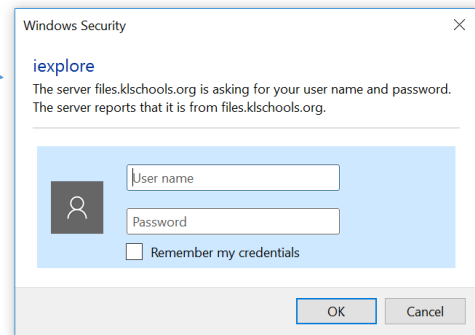 Windows Security
iexplore
The server files.klschools.org is asking for your user name and password.
The server reports that it is from files.klschools.org.
User name
Password
Remember my credentials
OK
Cancel